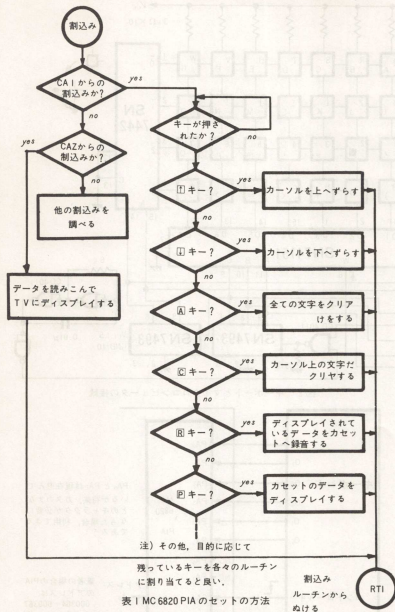 割込み
CA1からの
割込みか?
yes
no
CAZからの
制込みか?
yes
no
他の割込みを
調べる
データを読みこんで
TVにディスプレイする
キーが押さ
れたか?
yes
no
↑キー?
yes
カーソルを上へずらす
no
↓キー?
yes
カーソルを下へずらす
no
Aキー?
yes
全ての文字をクリア
けをする
no
Cキー?
yes
カーソル上の文字だ
クリヤする
no
Rキー?
yes
ディスプレイされて
いるデータをカセッ
トへ録音する
no
Pキー?
yes
カセットのデータを
ディスプレイする
no
注)その他,目的に応じて
残っているキーを各々のルーチン
に割り当てると良い.
割込み
ルーチンから
ぬける
RTI
表1 MC6820 PIAのセットの方法